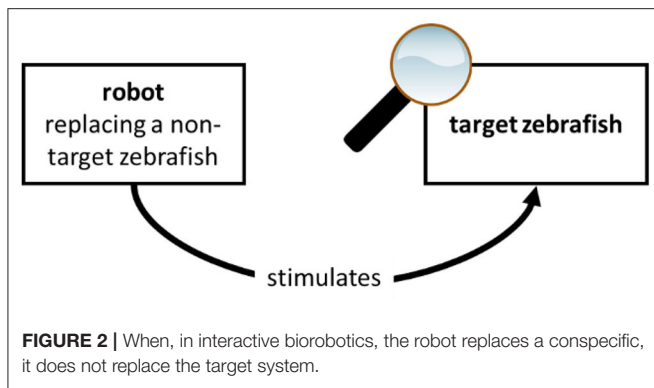 robot
replacing a non-
target zebrafish
target zebrafish
stimulates
FIGURE 2 | When, in interactive biorobotics, the robot replaces a conspecific,
it does not replace the target system.